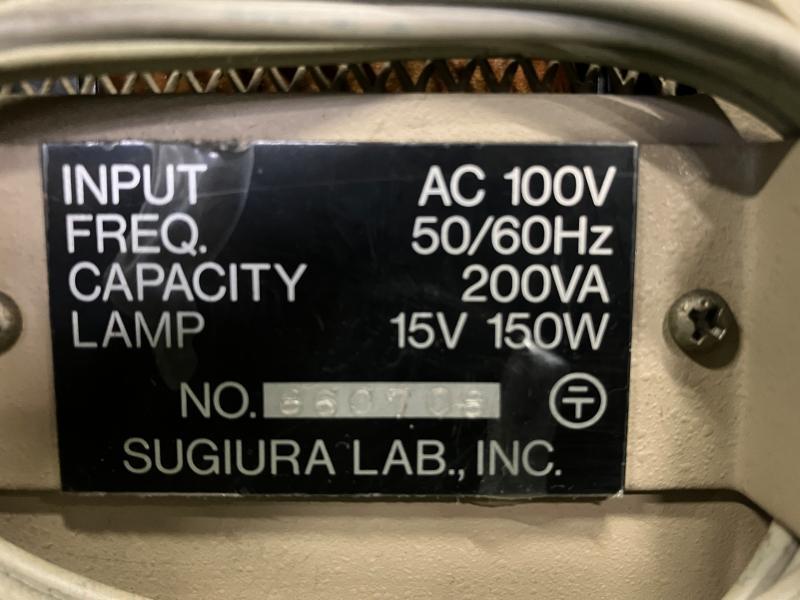 INPUT AC 100V
FREQ. 50/60Hz
CAPACITY 200VA
LAMP 15V 150W
NO.
SUGIURA LAB., INC.